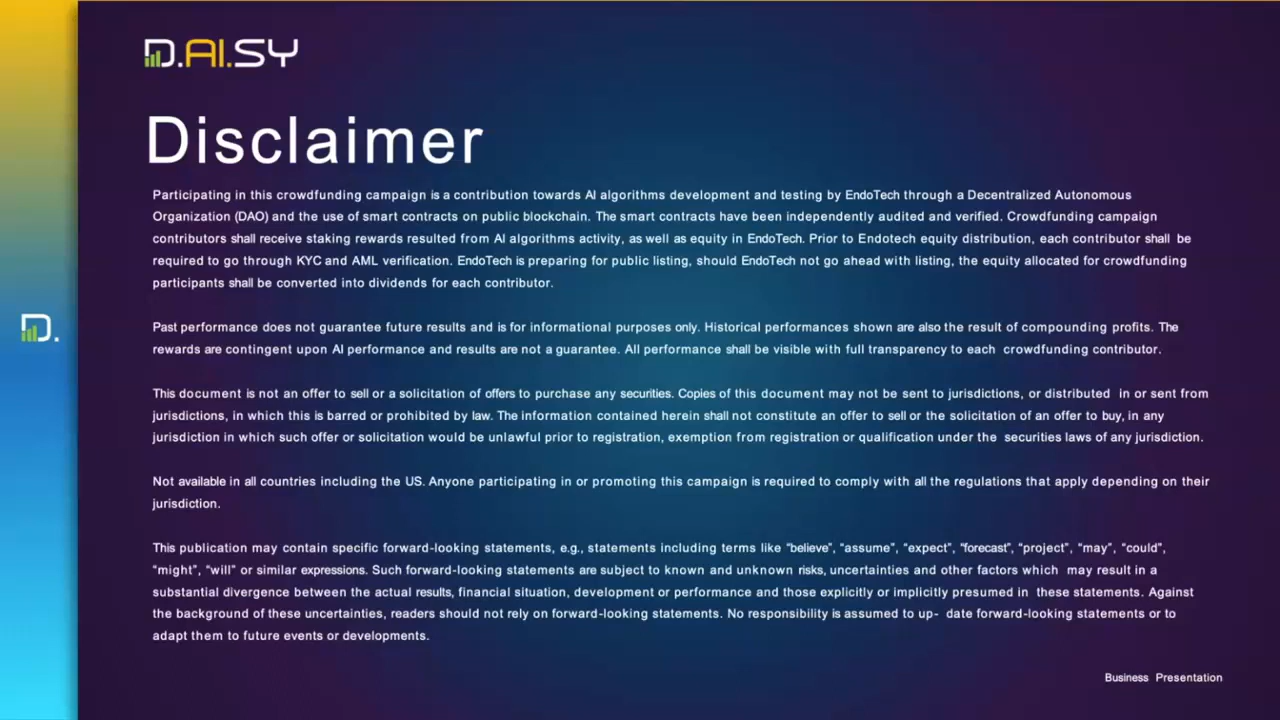 D.AI.SY
Disclaimer
Participating in this crowdfunding campaign is a contribution towards AI algorithms development and testing by EndoTech through a Decentralized Autonomous
Organization (DAO) and the use of smart contracts on public blockchain. The smart contracts have been independently audited and verified. Crowdfunding campaign
contributors shall receive staking rewards resulted from AI algorithms activity, as well as equity in EndoTech. Prior to Endotech equity distribution, each contributor shall be
required to go through KYC and AML verification. EndoTech is preparing for public listing, should EndoTech not go ahead with listing, the equity allocated for crowdfunding
participants shall be converted into dividends for each contributor.
Past performance does not guarantee future results and is for informational purposes only. Historical performances shown are also the result of compounding profits. The
rewards are contingent upon AI performance and results are not a guarantee. All performance shall be visible with full transparency to each crowdfunding contributor.
This document is not an offer to sell or a solicitation of offers to purchase any securities. Copies of this document may not be sent to jurisdictions, or distributed in or sent from
jurisdictions, in which this is barred or prohibited by law. The information contained herein shall not constitute an offer to sell or the solicitation of an offer to buy, in any
jurisdiction in which such offer or solicitation would be unlawful prior to registration, exemption from registration or qualification under the securities laws of any jurisdiction.
Not available in all countries including the US. Anyone participating in or promoting this campaign is required to comply with all the regulations that apply depending on their
jurisdiction.
This publication may contain specific forward-looking statements, e.g., statements including terms like “believe”, “assume”, “expect”, “forecast”, “project”, “may”, “could”,
“might”, “will” or similar expressions. Such forward-looking statements are subject to known and unknown risks, uncertainties and other factors which may result in a
substantial divergence between the actual results, financial situation, development or performance and those explicitly or implicitly presumed in these statements. Against
the background of these uncertainties, readers should not rely on forward-looking statements. No responsibility is assumed to up- date forward-looking statements or to
adapt them to future events or developments.
D.
Business Presentation